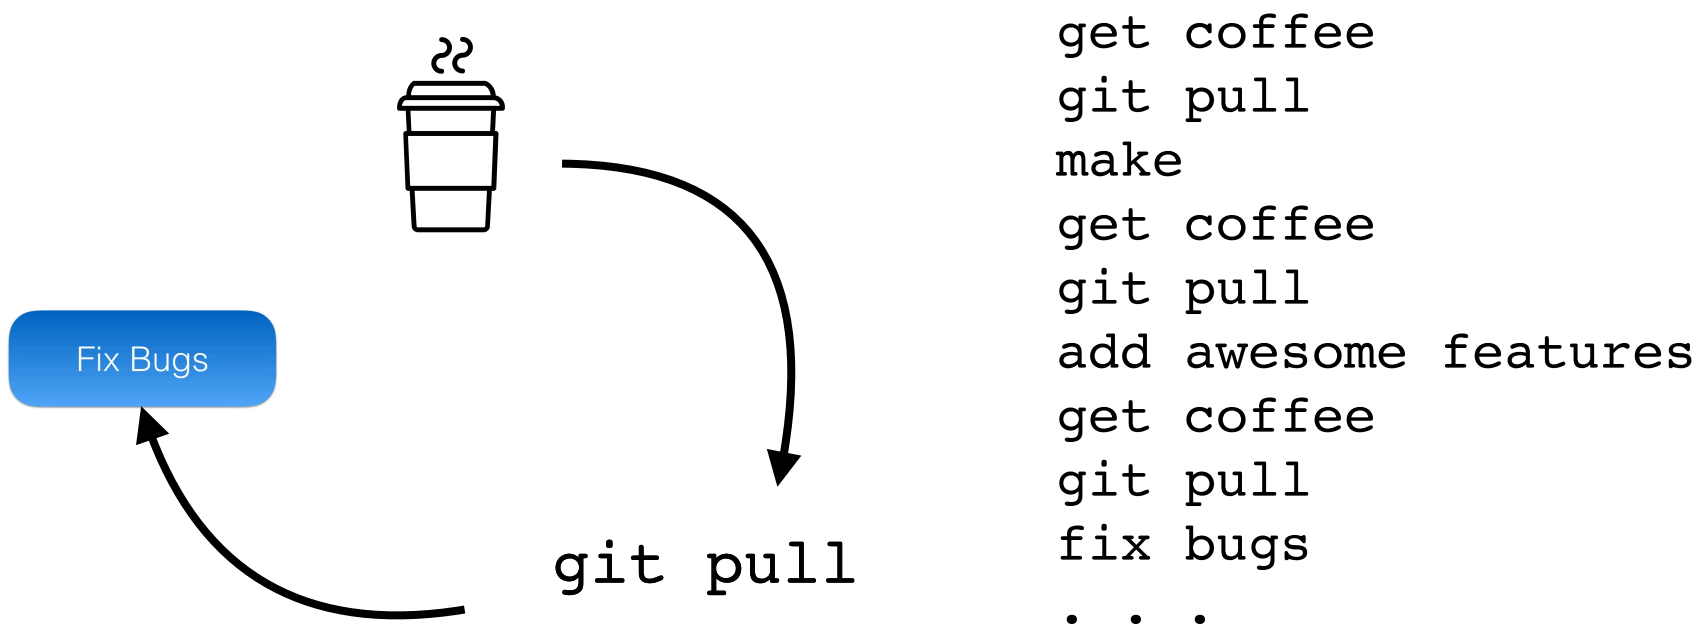 Fix Bugs
git pull
get coffee
git pull
make
get coffee
git pull
add awesome features
get coffee
git pull
fix bugs
. . .